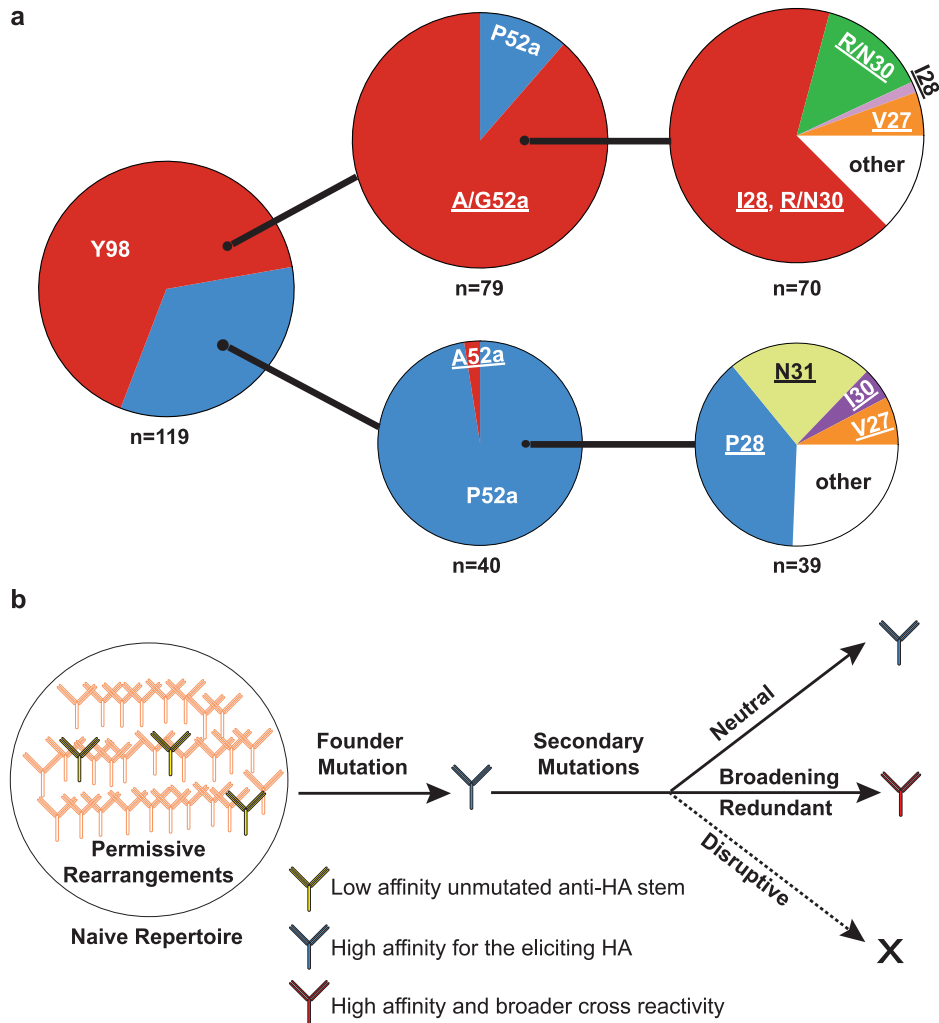 a
Y98
n=119
P52a
A/G52a
n=79
R/N30
I28
V27
other
I28, R/N30
n=70
A52a
P52a
n=40
N31
I30
V27
P28
other
n=39
b
Permissive
Rearrangements
Naive Repertoire
Founder
Mutation
Secondary
Mutations
Neutral
Broadening
Redundant
Disruptive
X
Low affinity unmutated anti-HA stem
High affinity for the eliciting HA
High affinity and broader cross reactivity